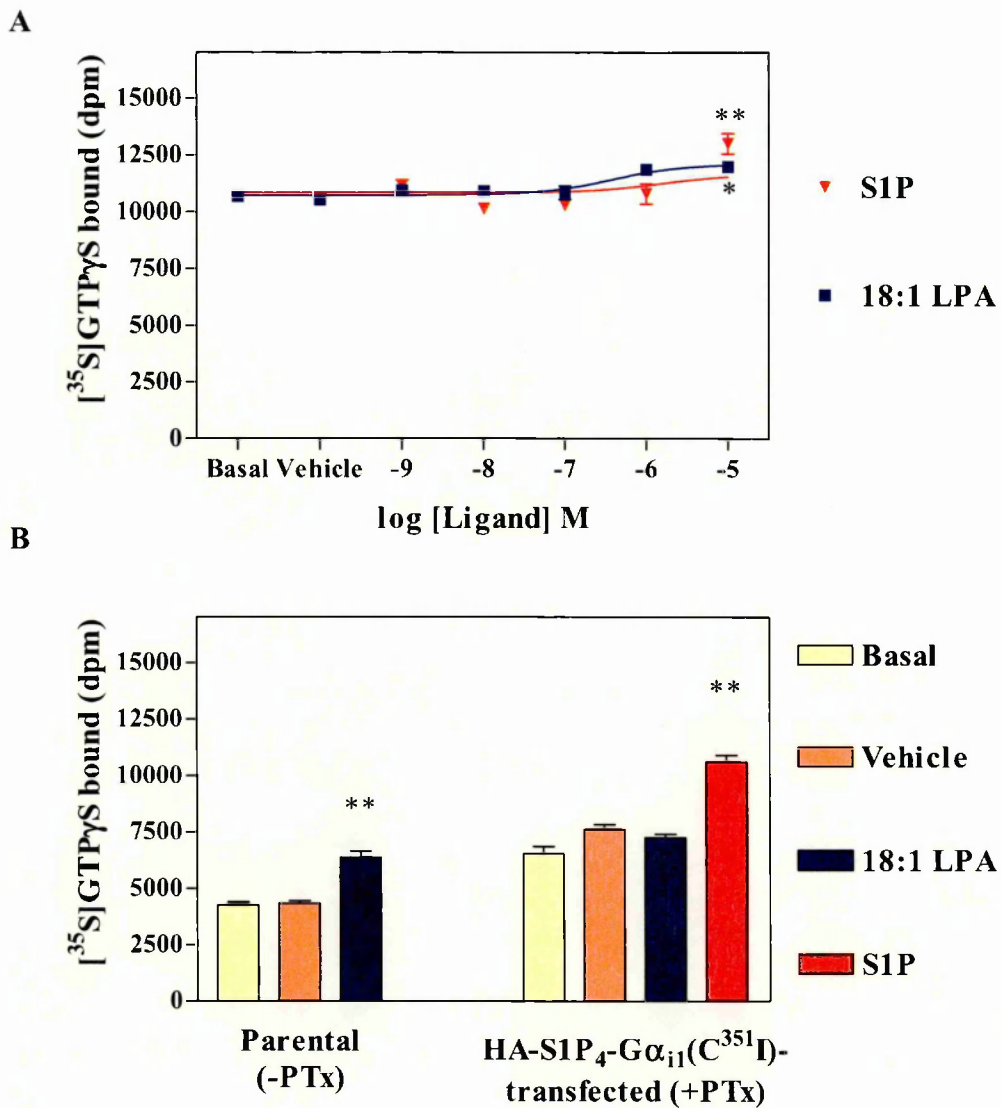 A
[³⁵S]GTPγS bound (dpm)
15000
12500
10000
7500
5000
2500
0
**
*
Basal Vehicle -9 -8 -7 -6 -5
log [Ligand] M
S1P
18:1 LPA
B
[³⁵S]GTPγS bound (dpm)
15000
12500
10000
7500
5000
2500
0
**
**
Parental
(-PTx)
HA-S1P₄-Gαᵢ₁(C³⁵¹I)-
transfected (+PTx)
Basal
Vehicle
18:1 LPA
S1P